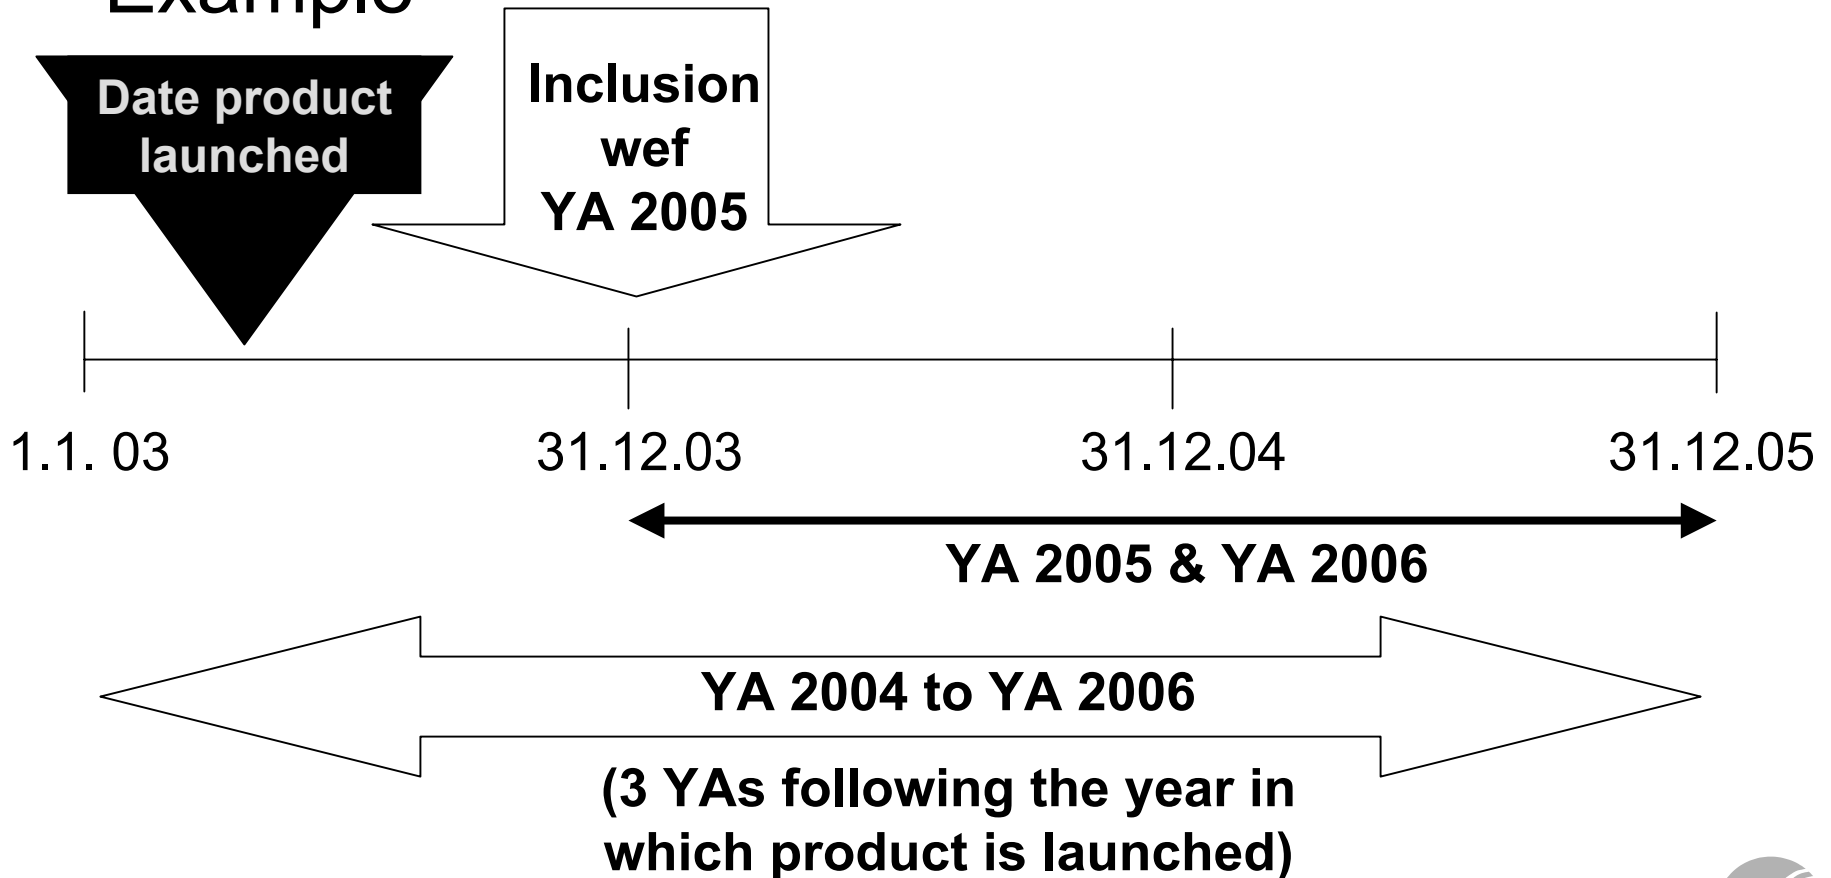 Example
Date product
launched
Inclusion
wef
YA 2005
1.1. 03
31.12.03
31.12.04
31.12.05
YA 2005 & YA 2006
YA 2004 to YA 2006
(3 YAs following the year in
which product is launched)